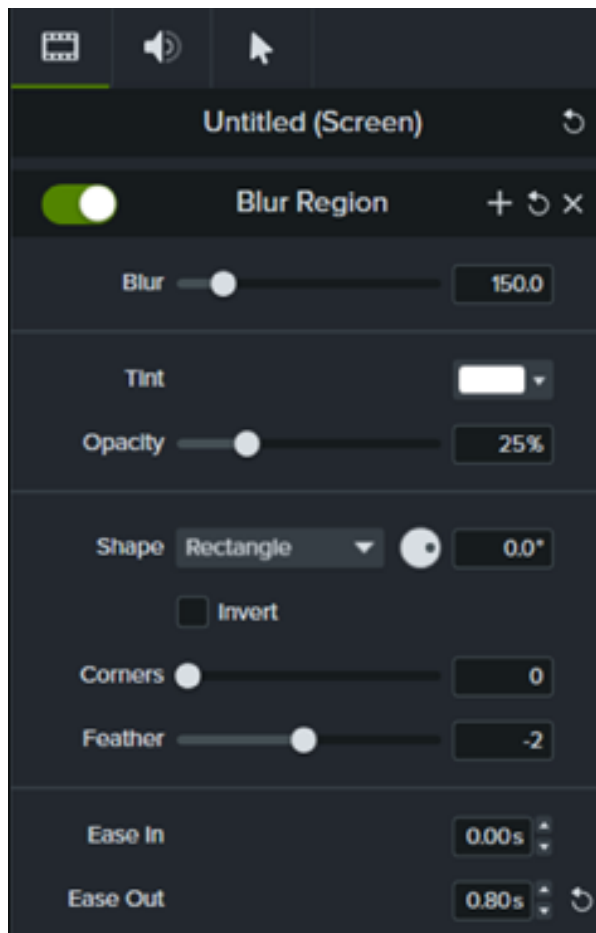 Untitled (Screen)
Blur Region
Blur 150.0
Tint
Opacity 25%
Shape Rectangle 0.0°
Invert
Corners 0
Feather -2
Ease In 0.00s
Ease Out 0.80s